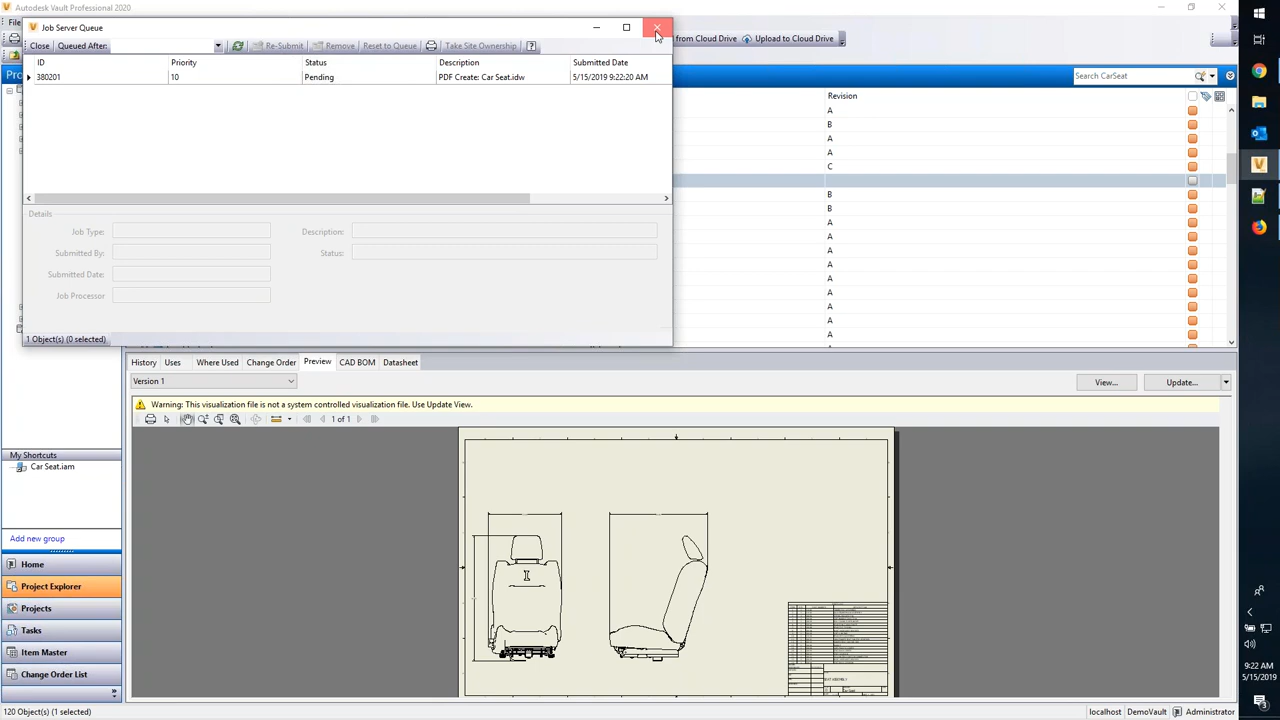 Autodesk Vault Professional 2020
File
Job Server Queue
Close Queued After: Re-Submit Remove Reset to Queue Take Site Ownership ?
from Cloud Drive Upload to Cloud Drive
ID Priority Status Description Submitted Date
380201 10 Pending PDF Create: Car Seat.idw 5/15/2019 9:22:20 AM
Search CarSeat
Revision
A
B
A
A
C
B
B
A
A
A
A
A
A
A
A
A
Details
Job Type: Description:
Submitted By: Status:
Submitted Date:
Job Processor
1 Object(s) (0 selected)
History Uses Where Used Change Order Preview CAD BOM Datasheet
Version 1
View... Update...
Warning: This visualization file is not a system controlled visualization file. Use Update View.
1 of 1
My Shortcuts
Car Seat.iam
Add new group
Home
Project Explorer
Projects
Tasks
Item Master
Change Order List
120 Object(s) (1 selected)
localhost DemoVault Administrator
9:22 AM
5/15/2019